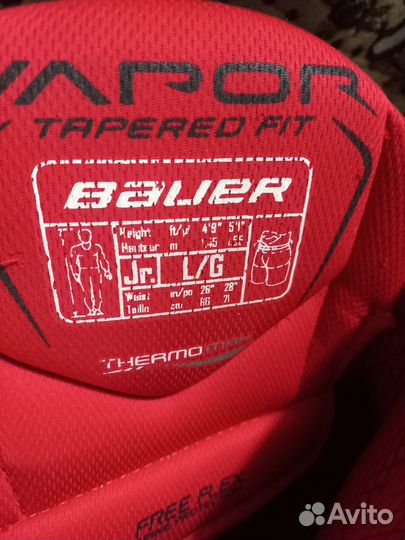 VAPOR
TAPERED FIT
BAUER
Height ft/pi 4'9" 5'1"
Hauteur m 1.45 1.55
Jr. L/G
Waist in/po 26" 28"
Taille cm 66 71
THERMO MAX
FREE FLEX
Avito